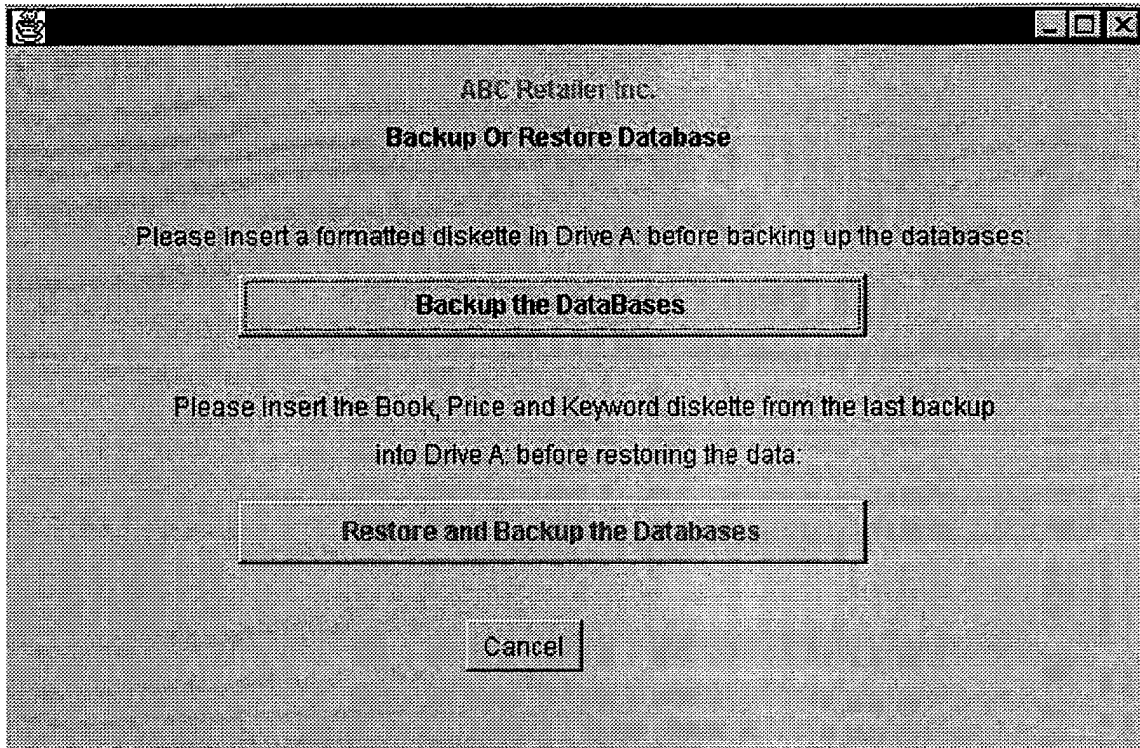 ABC Retailer Inc.
Backup Or Restore Database
Please insert a formatted diskette in Drive A: before backing up the databases:
Backup the DataBases
Please insert the Book, Price and Keyword diskette from the last backup
into Drive A: before restoring the data:
Restore and Backup the Databases
Cancel